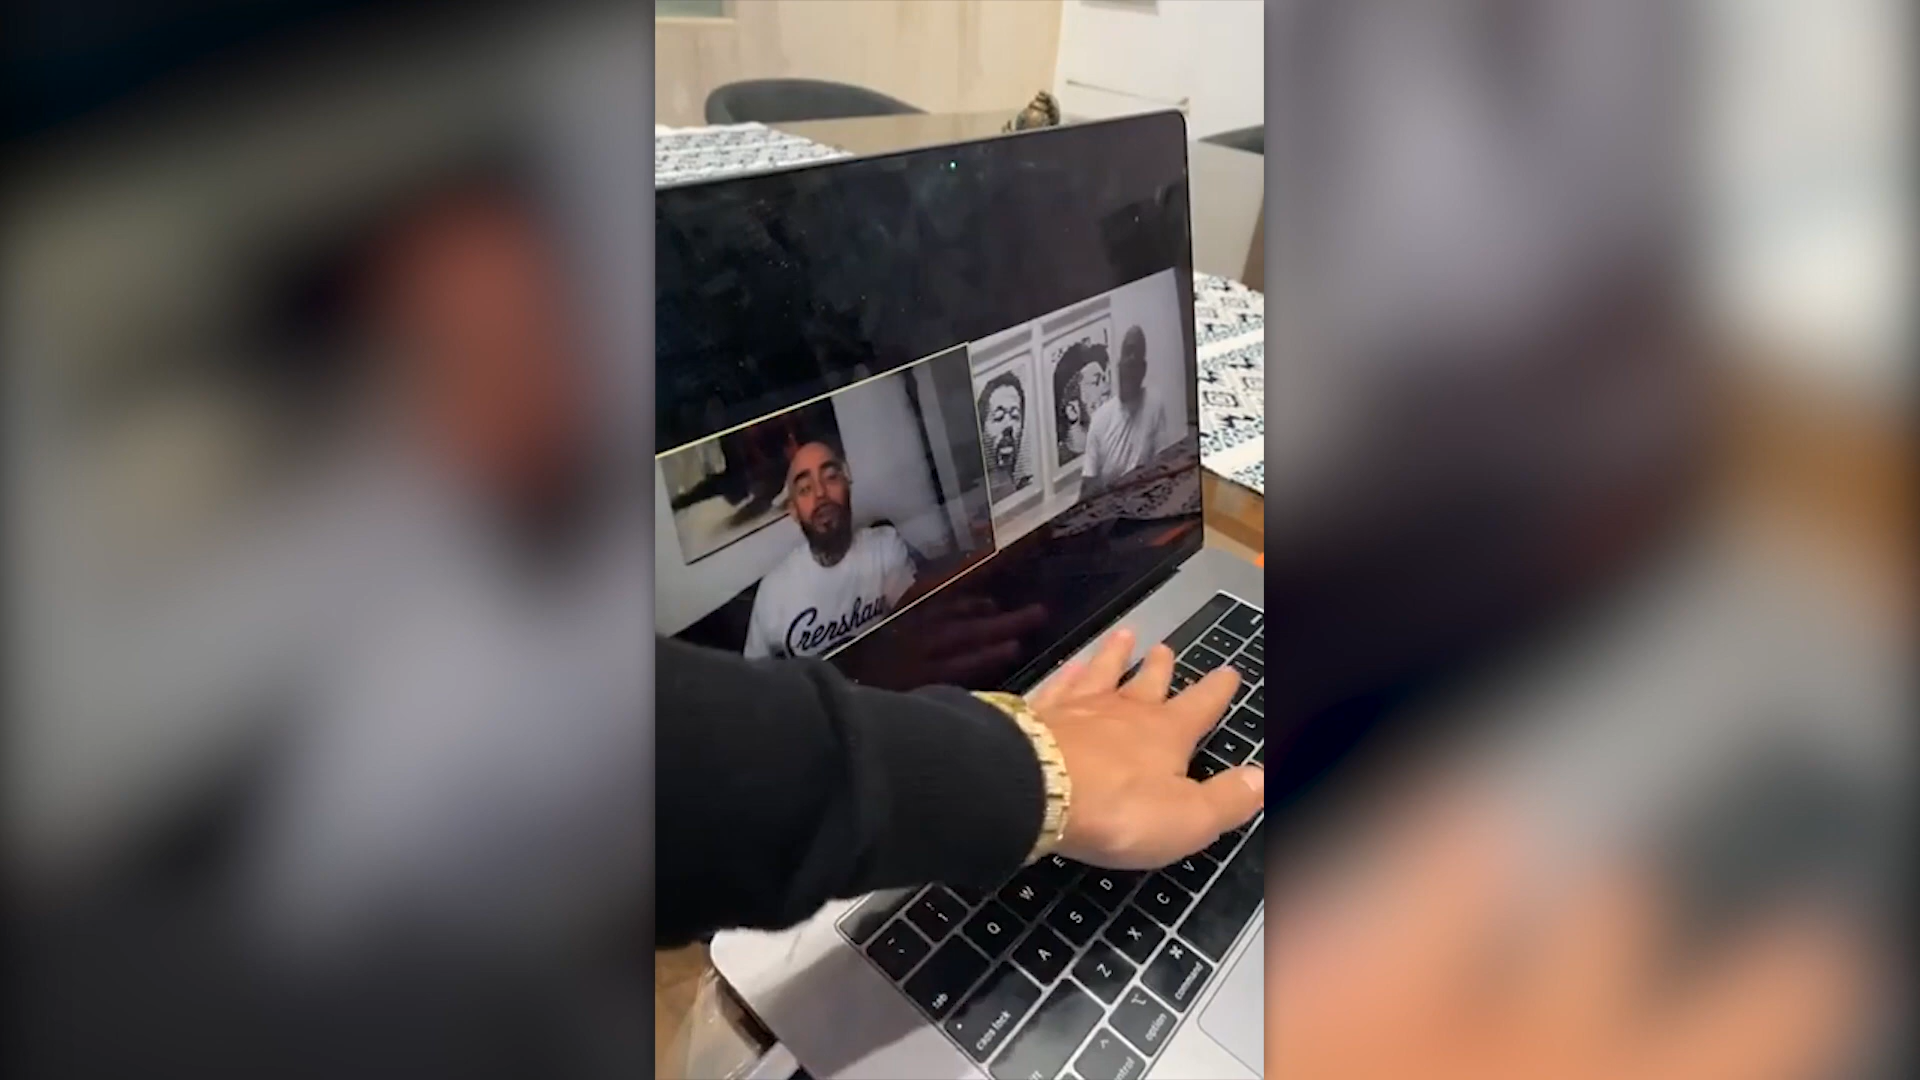 Crenshaw
K
E
V
W
D
C
Q
S
X
A
Z
⌘
command
tab
caps lock
option